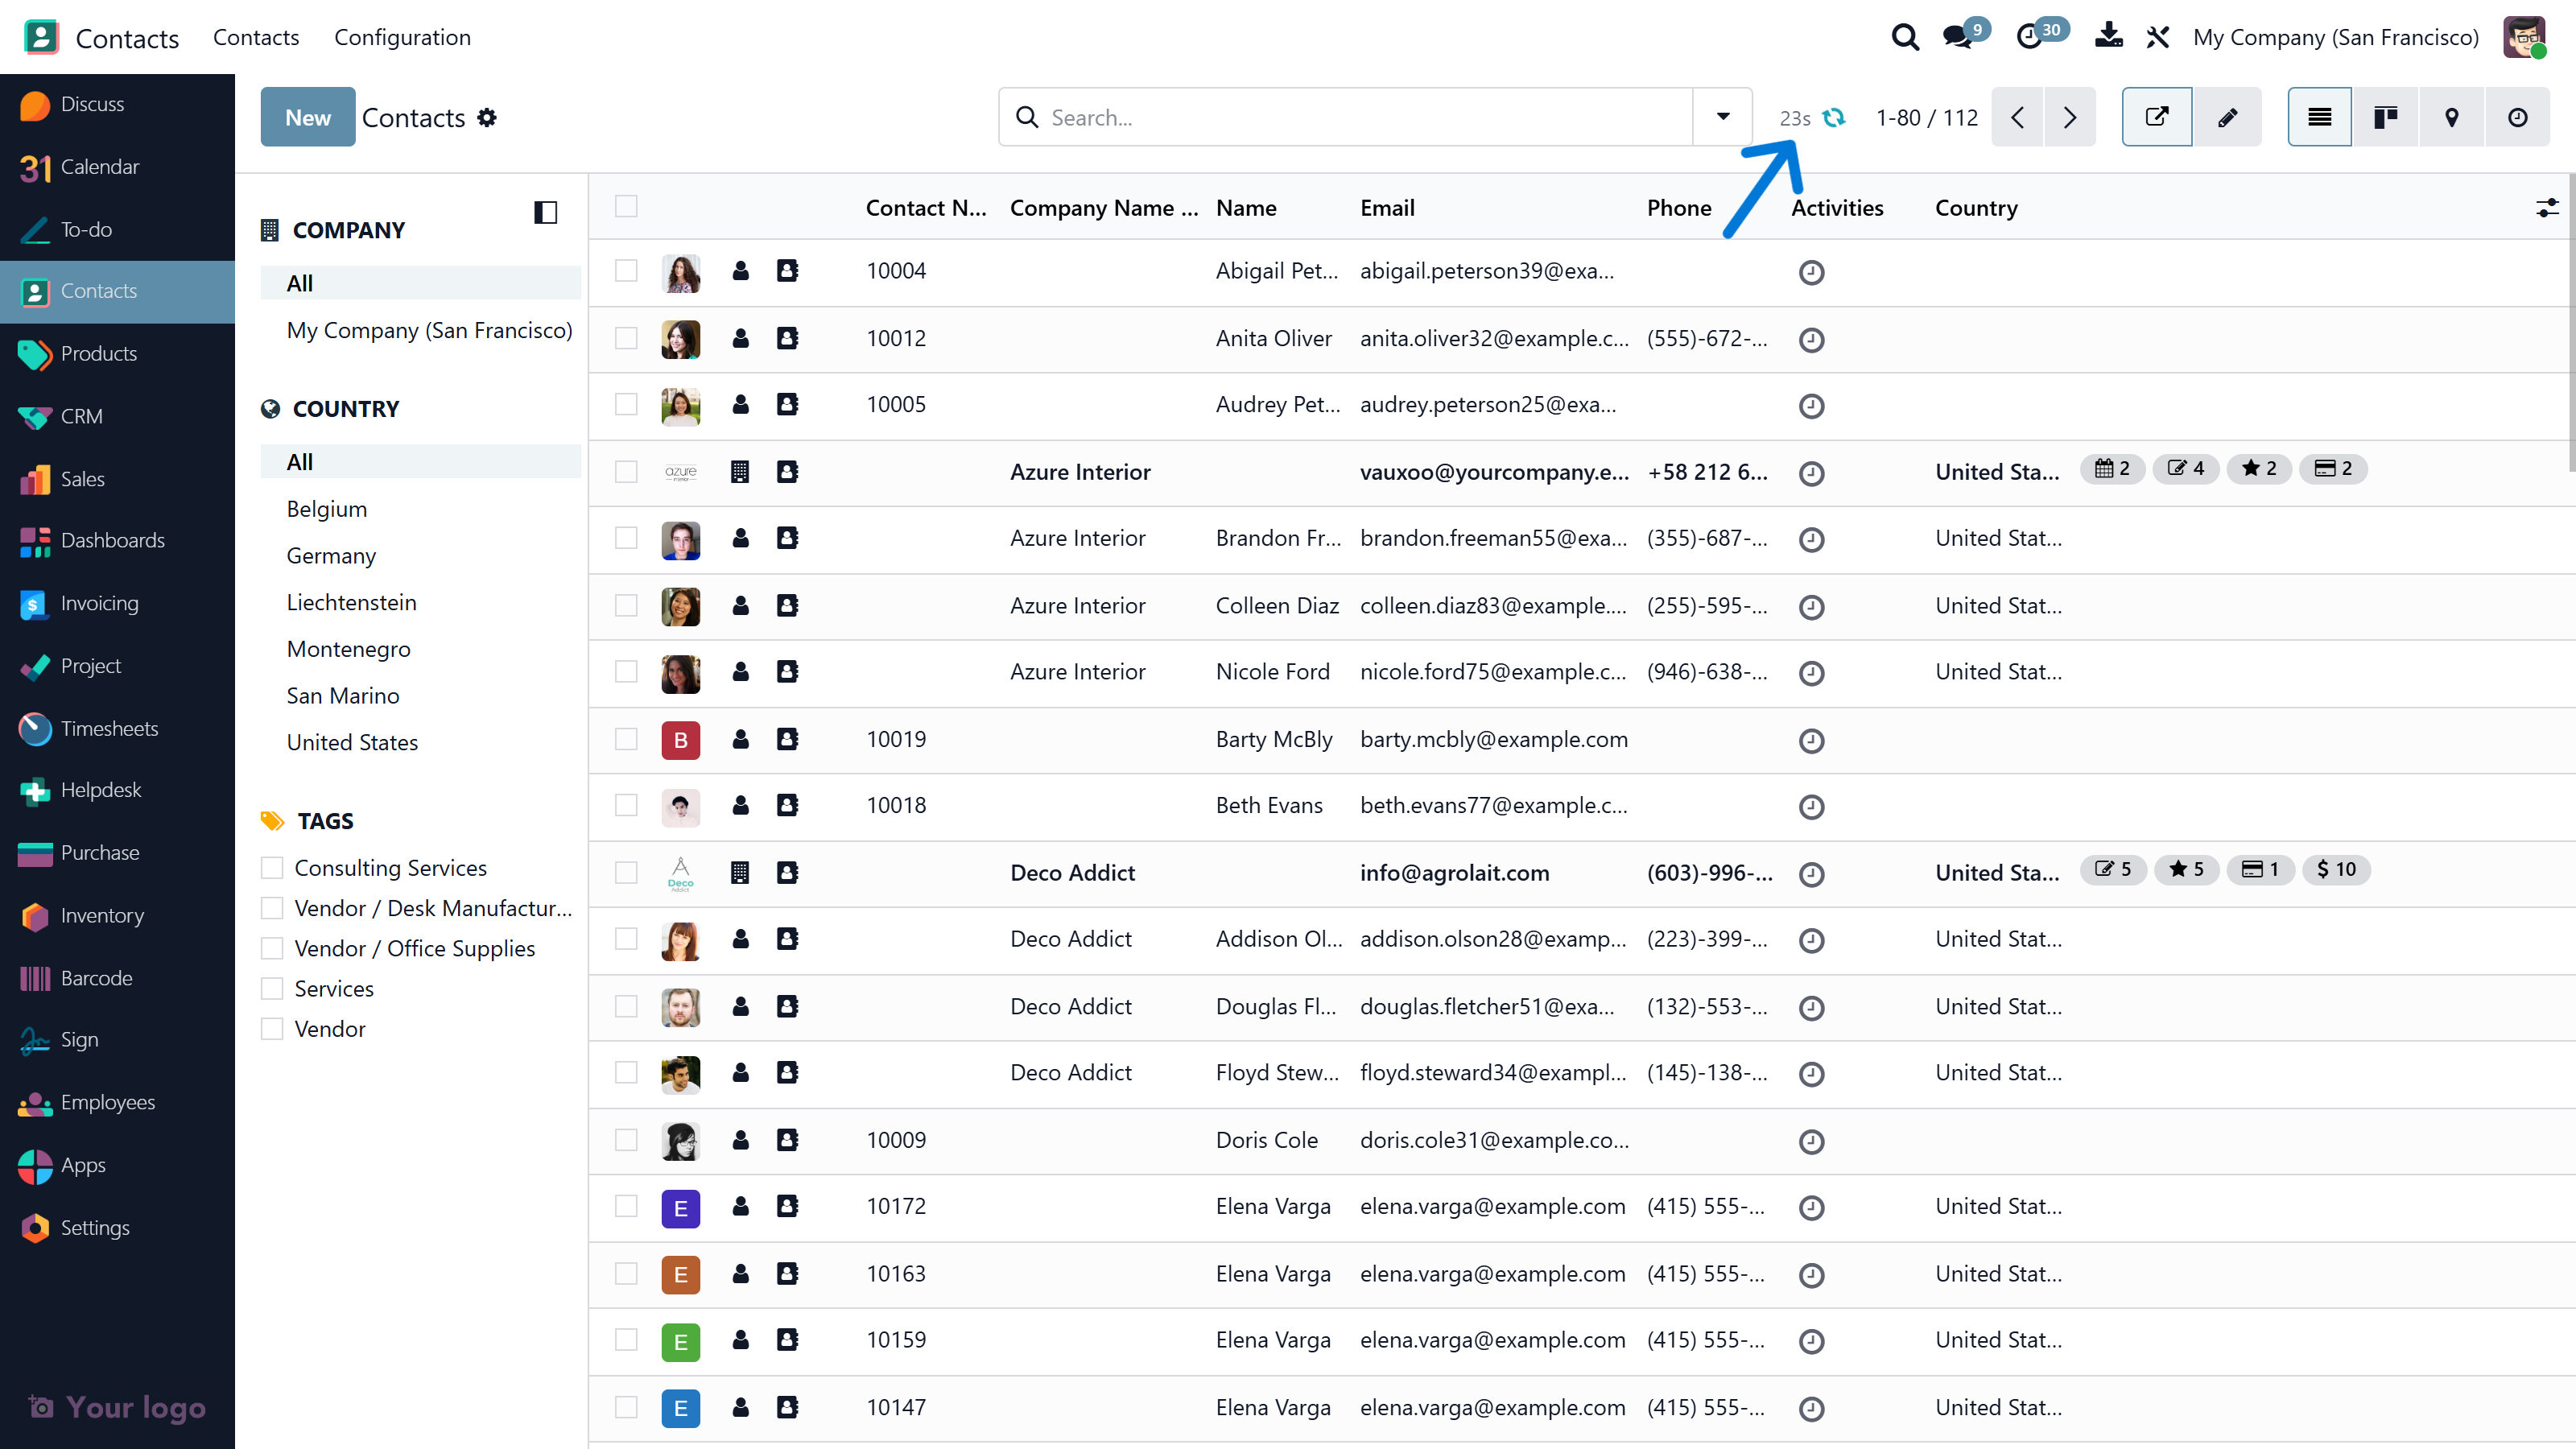 Contacts Contacts Configuration 9 30 My Company (San Francisco)
New Contacts Search... 23s 1-80 / 112
Discuss
Calendar
To-do
Contacts
Products
CRM
Sales
Dashboards
Invoicing
Project
Timesheets
Helpdesk
Purchase
Inventory
Barcode
Sign
Employees
Apps
Settings
Your logo
COMPANY
All
My Company (San Francisco)
COUNTRY
All
Belgium
Germany
Liechtenstein
Montenegro
San Marino
United States
TAGS
Consulting Services
Vendor / Desk Manufactur...
Vendor / Office Supplies
Services
Vendor
Contact N... Company Name ... Name Email Phone Activities Country
10004 Abigail Pet... abigail.peterson39@exa...
10012 Anita Oliver anita.oliver32@example.c... (555)-672-...
10005 Audrey Pet... audrey.peterson25@exa...
azure interior Azure Interior vauxoo@yourcompany.e... +58 212 6... United Sta... 2 4 2 2
Azure Interior Brandon Fr... brandon.freeman55@exa... (355)-687-... United Stat...
Azure Interior Colleen Diaz colleen.diaz83@example.... (255)-595-... United Stat...
Azure Interior Nicole Ford nicole.ford75@example.c... (946)-638-... United Stat...
B 10019 Barty McBly barty.mcbly@example.com
10018 Beth Evans beth.evans77@example.c...
Deco Addict Deco Addict info@agrolait.com (603)-996-... United Sta... 5 5 1 $ 10
Deco Addict Addison Ol... addison.olson28@examp... (223)-399-... United Stat...
Deco Addict Douglas Fl... douglas.fletcher51@exa... (132)-553-... United Stat...
Deco Addict Floyd Stew... floyd.steward34@exampl... (145)-138-... United Stat...
10009 Doris Cole doris.cole31@example.co...
E 10172 Elena Varga elena.varga@example.com (415) 555-... United Stat...
E 10163 Elena Varga elena.varga@example.com (415) 555-... United Stat...
E 10159 Elena Varga elena.varga@example.com (415) 555-... United Stat...
E 10147 Elena Varga elena.varga@example.com (415) 555-... United Stat...